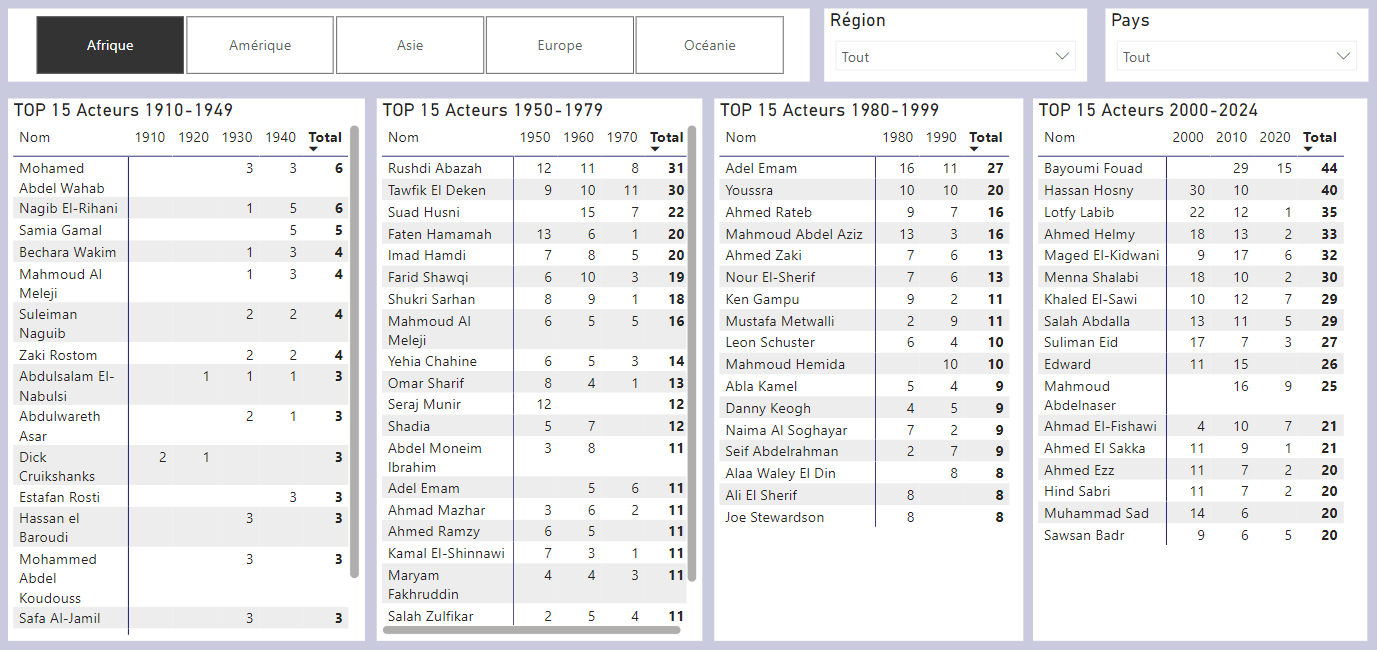 Afrique Amérique Asie Europe Océanie
Région
Tout
Pays
Tout
TOP 15 Acteurs 1910-1949
Nom 1910 1920 1930 1940 Total
Mohamed 3 3 6
Abdel Wahab
Nagib El-Rihani 1 5 6
Samia Gamal 5 5
Bechara Wakim 1 3 4
Mahmoud Al 1 3 4
Meleji
Suleiman 2 2 4
Naguib
Zaki Rostom 2 2 4
Abdulsalam El- 1 1 1 3
Nabulsi
Abdulwareth 2 1 3
Asar
Dick 2 1 3
Cruikshanks
Estafan Rosti 3 3
Hassan el 3 3
Baroudi
Mohammed 3 3
Abdel
Koudouss
Safa Al-Jamil 3 3
TOP 15 Acteurs 1950-1979
Nom 1950 1960 1970 Total
Rushdi Abazah 12 11 8 31
Tawfik El Deken 9 10 11 30
Suad Husni 15 7 22
Faten Hamamah 13 6 1 20
Imad Hamdi 7 8 5 20
Farid Shawqi 6 10 3 19
Shukri Sarhan 8 9 1 18
Mahmoud Al 6 5 5 16
Meleji
Yehia Chahine 6 5 3 14
Omar Sharif 8 4 1 13
Seraj Munir 12 12
Shadia 5 7 12
Abdel Moneim 3 8 11
Ibrahim
Adel Emam 5 6 11
Ahmad Mazhar 3 6 2 11
Ahmed Ramzy 6 5 11
Kamal El-Shinnawi 7 3 1 11
Maryam 4 4 3 11
Fakhruddin
Salah Zulfikar 2 5 4 11
TOP 15 Acteurs 1980-1999
Nom 1980 1990 Total
Adel Emam 16 11 27
Youssra 10 10 20
Ahmed Rateb 9 7 16
Mahmoud Abdel Aziz 13 3 16
Ahmed Zaki 7 6 13
Nour El-Sherif 7 6 13
Ken Gampu 9 2 11
Mustafa Metwalli 2 9 11
Leon Schuster 6 4 10
Mahmoud Hemida 10 10
Abla Kamel 5 4 9
Danny Keogh 4 5 9
Naima Al Soghayar 7 2 9
Seif Abdelrahman 2 7 9
Alaa Waley El Din 8 8
Ali El Sherif 8 8
Joe Stewardson 8 8
TOP 15 Acteurs 2000-2024
Nom 2000 2010 2020 Total
Bayoumi Fouad 29 15 44
Hassan Hosny 30 10 40
Lotfy Labib 22 12 1 35
Ahmed Helmy 18 13 2 33
Maged El-Kidwani 9 17 6 32
Menna Shalabi 18 10 2 30
Khaled El-Sawi 10 12 7 29
Salah Abdalla 13 11 5 29
Suliman Eid 17 7 3 27
Edward 11 15 26
Mahmoud 16 9 25
Abdelnaser
Ahmad El-Fishawi 4 10 7 21
Ahmed El Sakka 11 9 1 21
Ahmed Ezz 11 7 2 20
Hind Sabri 11 7 2 20
Muhammad Sad 14 6 20
Sawsan Badr 9 6 5 20